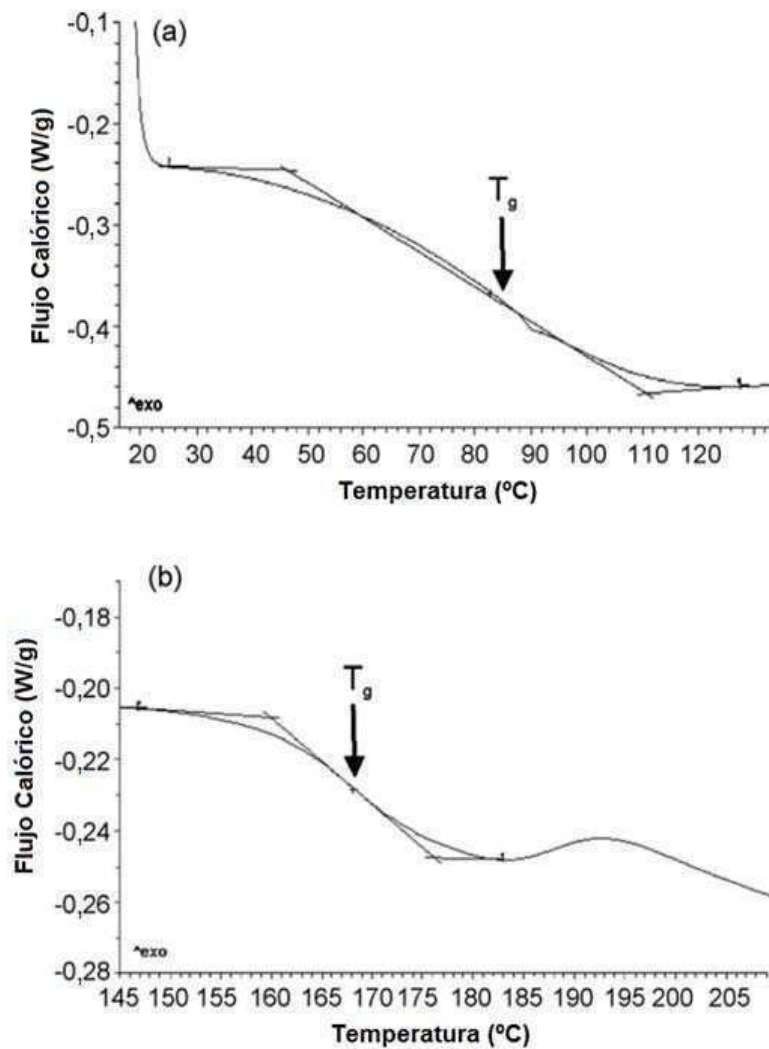 (a)
-0,1
-0,2
-0,3
-0,4
-0,5
Flujo Calórico (W/g)
Tg
^exo
20 30 40 50 60 70 80 90 100 110 120
Temperatura (ºC)
(b)
-0,18
-0,20
-0,22
-0,24
-0,26
-0,28
Flujo Calórico (W/g)
Tg
^exo
145 150 155 160 165 170 175 180 185 190 195 200 205
Temperatura (ºC)